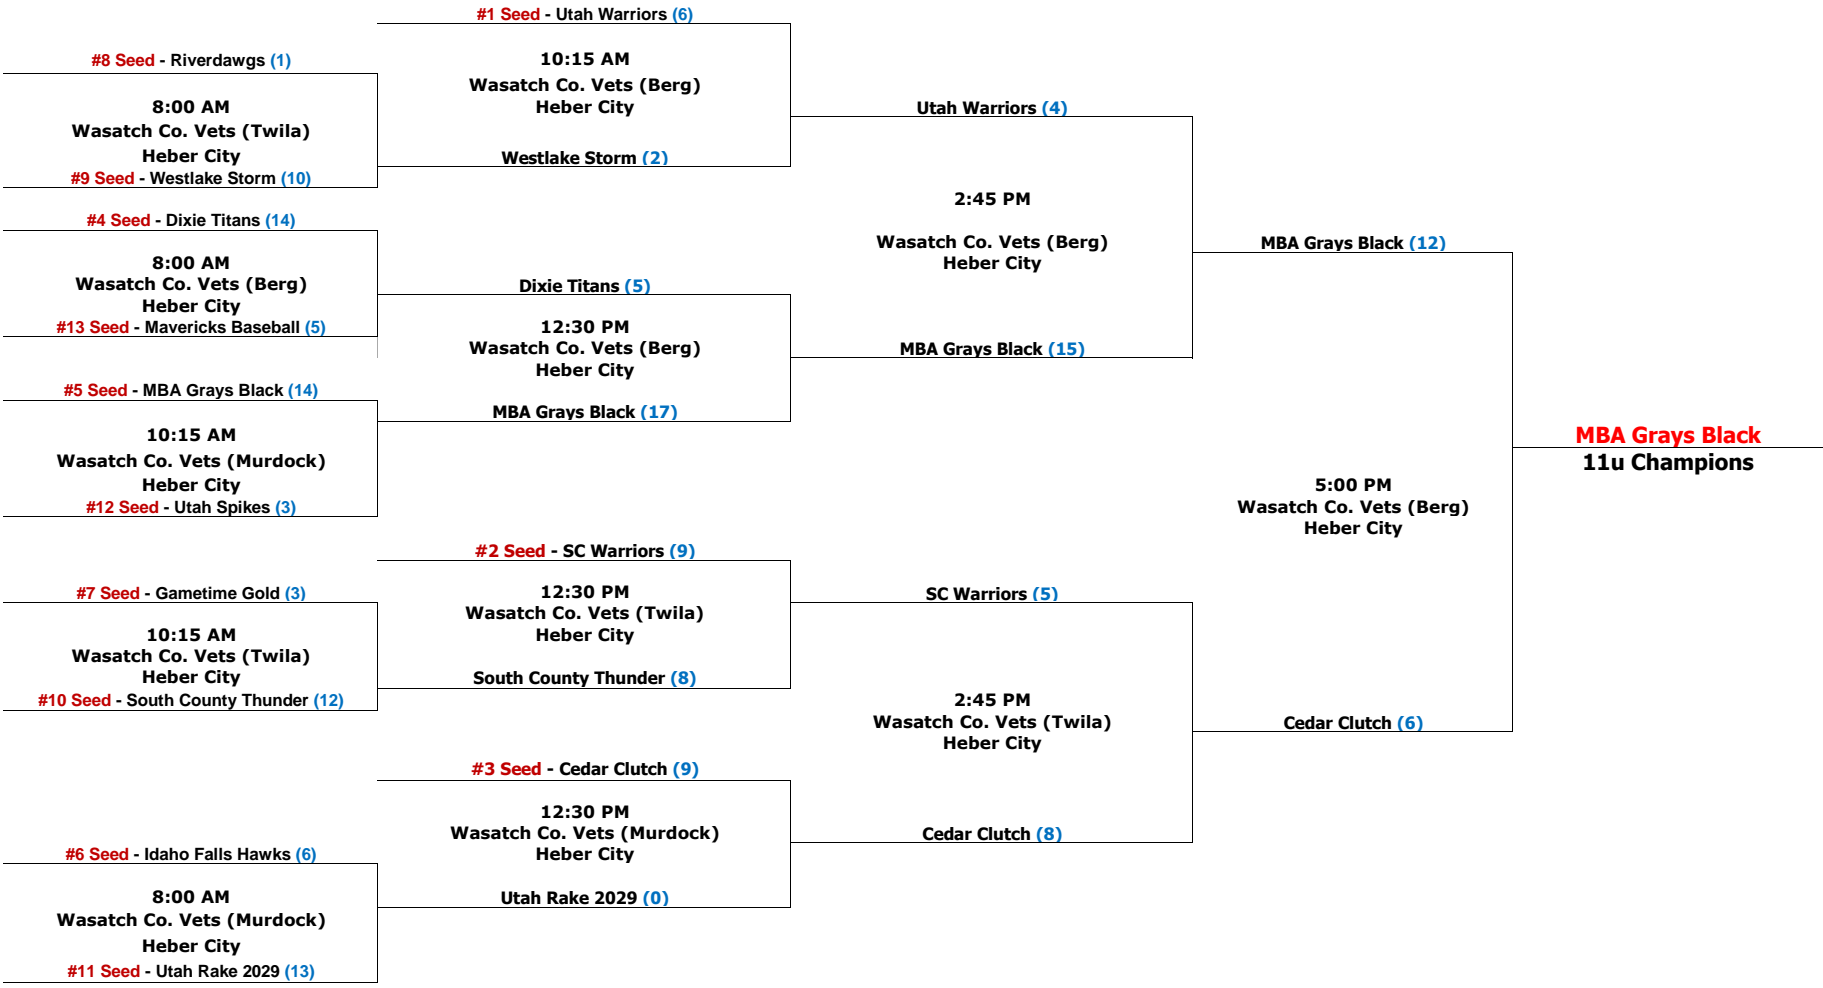 #8 Seed - Riverdawgs (1)
8:00 AM
Wasatch Co. Vets (Twila)
Heber City
#9 Seed - Westlake Storm (10)
#4 Seed - Dixie Titans (14)
8:00 AM
Wasatch Co. Vets (Berg)
Heber City
#13 Seed - Mavericks Baseball (5)
#5 Seed - MBA Grays Black (14)
10:15 AM
Wasatch Co. Vets (Murdock)
Heber City
#12 Seed - Utah Spikes (3)
#7 Seed - Gametime Gold (3)
10:15 AM
Wasatch Co. Vets (Twila)
Heber City
#10 Seed - South County Thunder (12)
#6 Seed - Idaho Falls Hawks (6)
8:00 AM
Wasatch Co. Vets (Murdock)
Heber City
#11 Seed - Utah Rake 2029 (13)
#1 Seed - Utah Warriors (6)
10:15 AM
Wasatch Co. Vets (Berg)
Heber City
Westlake Storm (2)
Dixie Titans (5)
12:30 PM
Wasatch Co. Vets (Berg)
Heber City
MBA Grays Black (17)
#2 Seed - SC Warriors (9)
12:30 PM
Wasatch Co. Vets (Twila)
Heber City
South County Thunder (8)
#3 Seed - Cedar Clutch (9)
12:30 PM
Wasatch Co. Vets (Murdock)
Heber City
Utah Rake 2029 (0)
Utah Warriors (4)
2:45 PM
Wasatch Co. Vets (Berg)
Heber City
MBA Grays Black (15)
SC Warriors (5)
2:45 PM
Wasatch Co. Vets (Twila)
Heber City
Cedar Clutch (8)
MBA Grays Black (12)
5:00 PM
Wasatch Co. Vets (Berg)
Heber City
Cedar Clutch (6)
MBA Grays Black
11u Champions